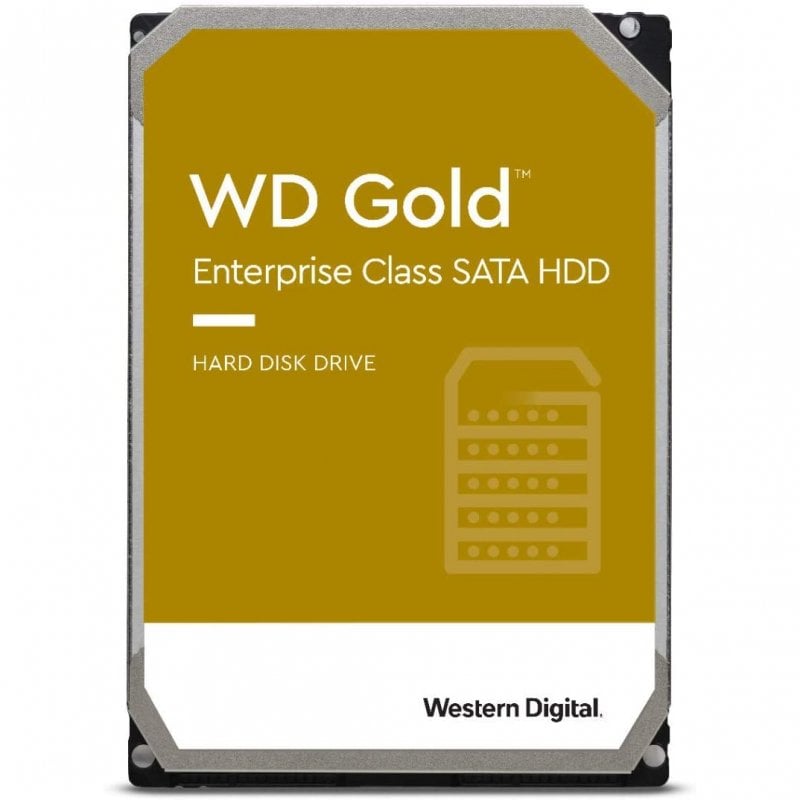 WD Gold™
Enterprise Class SATA HDD
HARD DISK DRIVE
Western Digital.